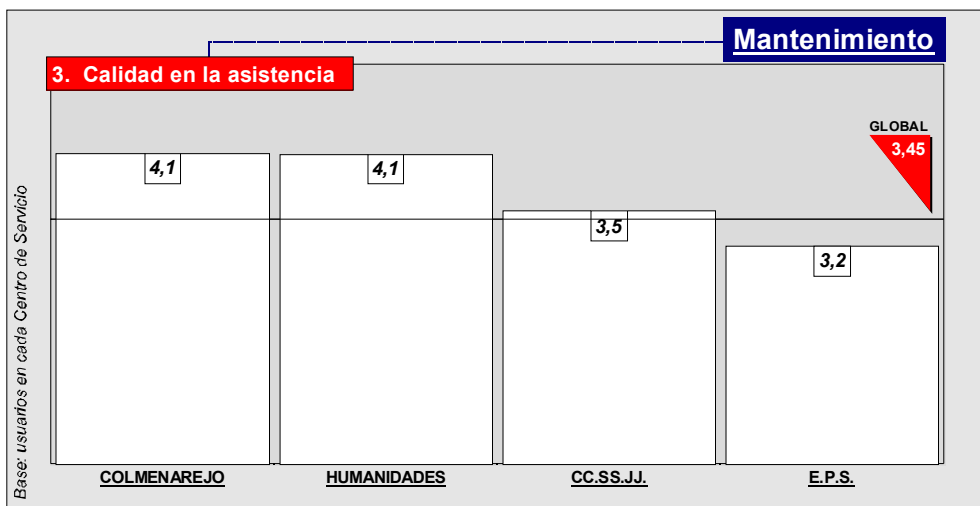 Mantenimiento
3. Calidad en la asistencia
GLOBAL
3,45
4,1
4,1
3,5
3,2
Base: usuarios en cada Centro de Servicio
COLMENAREJO
HUMANIDADES
CC.SS.JJ.
E.P.S.